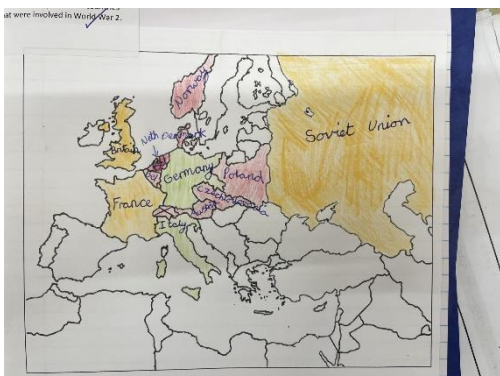 at were involved in World War 2.
Norway
Soviet Union
Britain
Neth
Denmark
Germany
Poland
Czechoslovakia
France
Italy